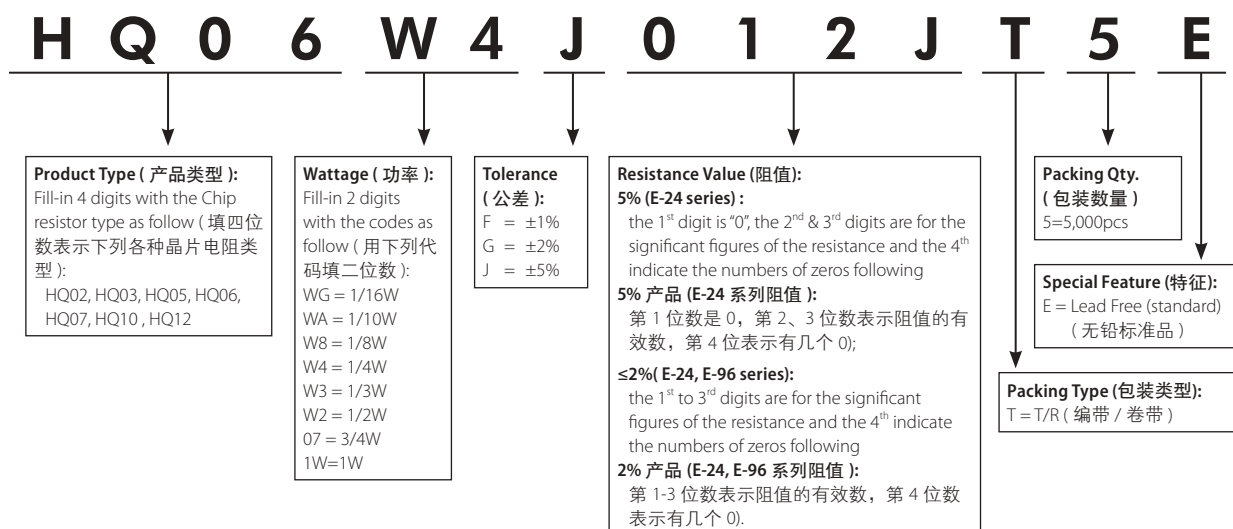 H Q 0 6 W 4 J 0 1 2 J T 5 E
Product Type ( 产品类型 ):
Fill-in 4 digits with the Chip
resistor type as follow ( 填四位
数表示下列各种晶片电阻类
型 ):
HQ02, HQ03, HQ05, HQ06,
HQ07, HQ10 , HQ12
Wattage ( 功率 ):
Fill-in 2 digits
with the codes as
follow ( 用下列代
码填二位数 ):
WG = 1/16W
WA = 1/10W
W8 = 1/8W
W4 = 1/4W
W3 = 1/3W
W2 = 1/2W
07 = 3/4W
1W=1W
Tolerance
( 公差 ):
F = ±1%
G = ±2%
J = ±5%
Resistance Value (阻值):
5% (E-24 series) :
the 1st digit is “0”, the 2nd & 3rd digits are for the
significant figures of the resistance and the 4th
indicate the numbers of zeros following
5% 产品 (E-24 系列阻值 ):
第 1 位数是 0，第 2、3 位数表示阻值的有
效数，第 4 位表示有几个 0);
≤2%( E-24, E-96 series):
the 1st to 3rd digits are for the significant
figures of the resistance and the 4th indicate
the numbers of zeros following
2% 产品 (E-24, E-96 系列阻值 ):
第 1-3 位数表示阻值的有效数，第 4 位数
表示有几个 0).
Packing Qty.
( 包装数量 )
5=5,000pcs
Special Feature (特征):
E = Lead Free (standard)
( 无铅标准品 )
Packing Type (包装类型):
T = T/R ( 编带 / 卷带 )